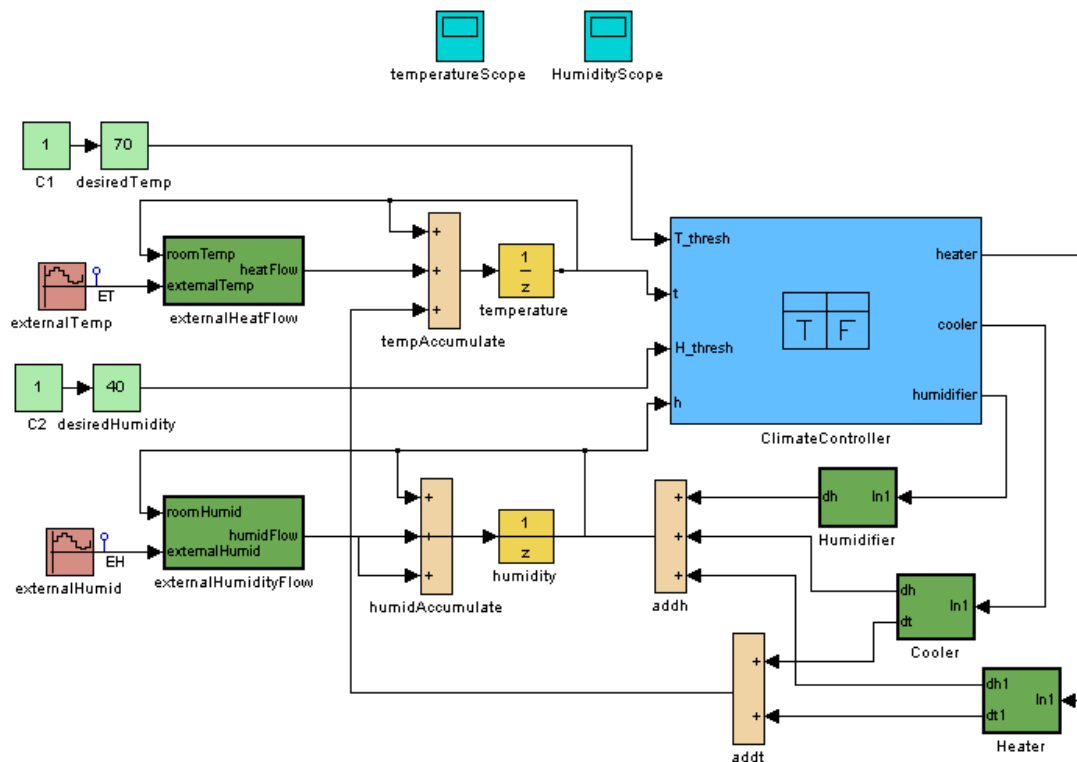 temperatureScope
HumidityScope
1
C1
70
desiredTemp
T_thresh
t
H_thresh
h
heater
cooler
humidifier
T F
ClimateController
roomTemp
heatFlow
externalTemp
externalHeatFlow
ET
externalTemp
+
+
+
tempAccumulate
1
z
temperature
1
C2
40
desiredHumidity
roomHumid
humidFlow
externalHumid
externalHumidityFlow
EH
externalHumid
+
+
+
humidAccumulate
1
z
humidity
+
+
+
addh
dh In1
Humidifier
dh
In1
dt
Cooler
+
+
addt
dh1
In1
dt1
Heater